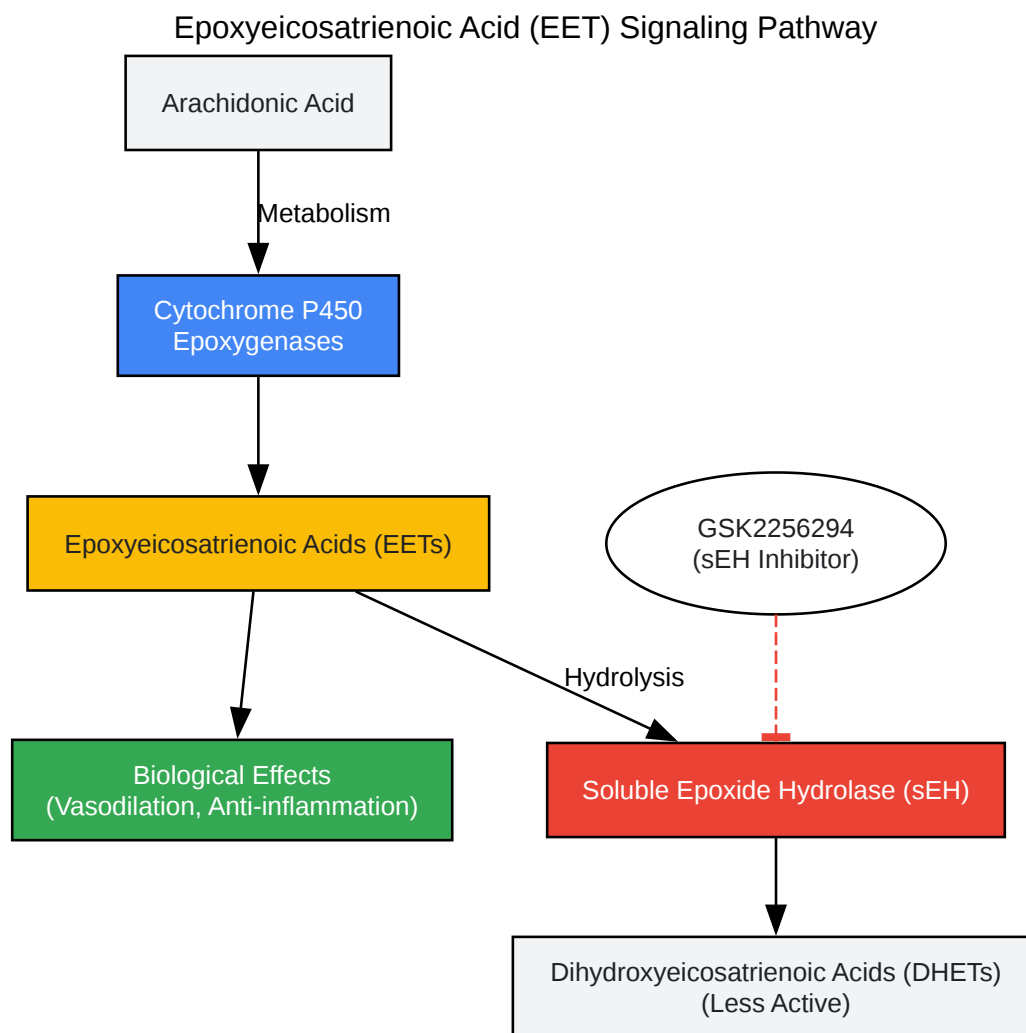 Epoxyeicosatrienoic Acid (EET) Signaling Pathway
Arachidonic Acid
Metabolism
Cytochrome P450
Epoxygenases
Epoxyeicosatrienoic Acids (EETs)
GSK2256294
(sEH Inhibitor)
Hydrolysis
Biological Effects
(Vasodilation, Anti-inflammation)
Soluble Epoxide Hydrolase (sEH)
Dihydroxyeicosatrienoic Acids (DHETs)
(Less Active)